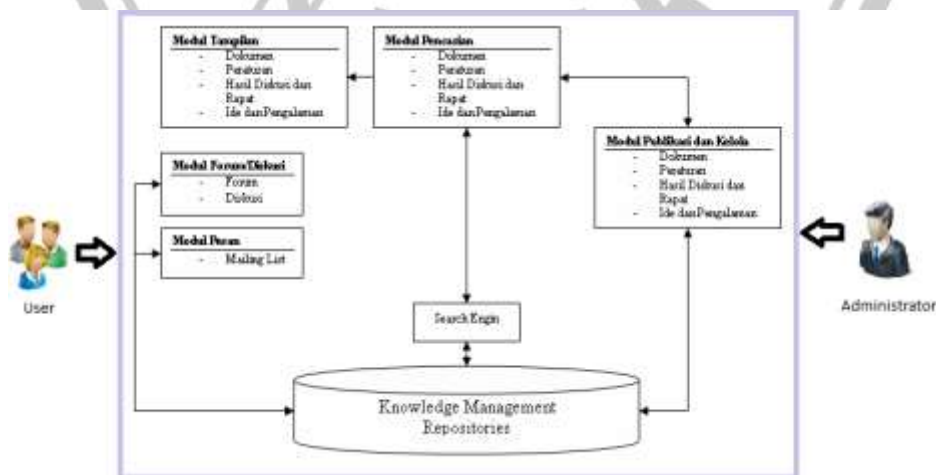 Modul Tampilan
- Dokumen
- Peraturan
- Hasil Diskusi dan
Rapat
- Ide dan Pengalaman
Modul Pencarian
- Dokumen
- Peraturan
- Hasil Diskusi dan
Rapat
- Ide dan Pengalaman
Modul Publikasi dan Kelola
- Dokumen
- Peraturan
- Hasil Diskusi dan
Rapat
- Ide dan Pengalaman
Modul Forum/Diskusi
- Forum
- Diskusi
Modul Pesan
- Mailing List
User
Administrator
Search Engin
Knowledge Management
Repositories